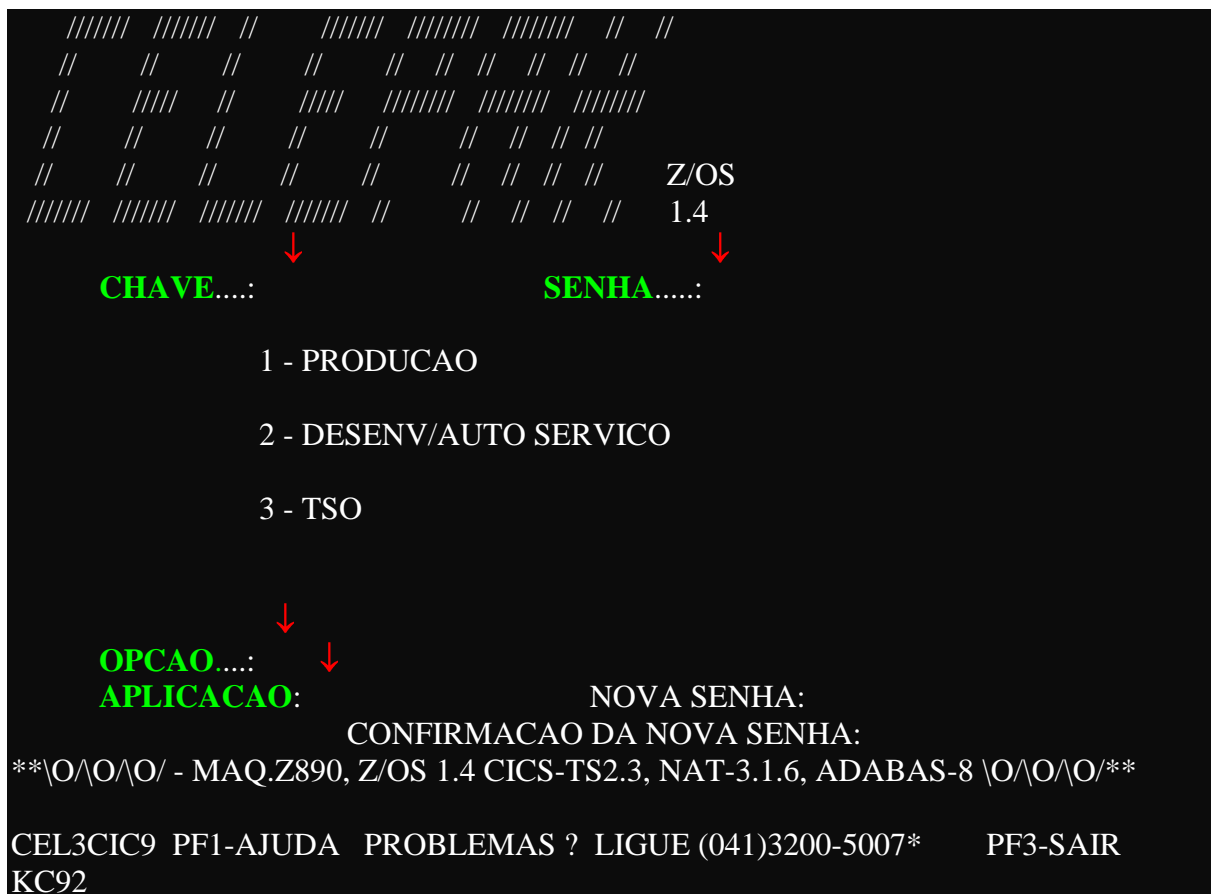 /////// /////// // /////// //////// //////// // //
// // // // // // // // // //
// ///// // ///// //////// //////// ////////
// // // // // // // // //
// // // // // // // // // Z/OS
/////// /////// /////// /////// // // // // // 1.4
↓ ↓
CHAVE....: SENHA.....:
1 - PRODUCAO
2 - DESENV/AUTO SERVICO
3 - TSO
↓
OPCAO....: ↓
APLICACAO: NOVA SENHA:
CONFIRMACAO DA NOVA SENHA:
**\O/\O/\O/ - MAQ.Z890, Z/OS 1.4 CICS-TS2.3, NAT-3.1.6, ADABAS-8 \O/\O/\O/**
CEL3CIC9 PF1-AJUDA PROBLEMAS ? LIGUE (041)3200-5007* PF3-SAIR
KC92